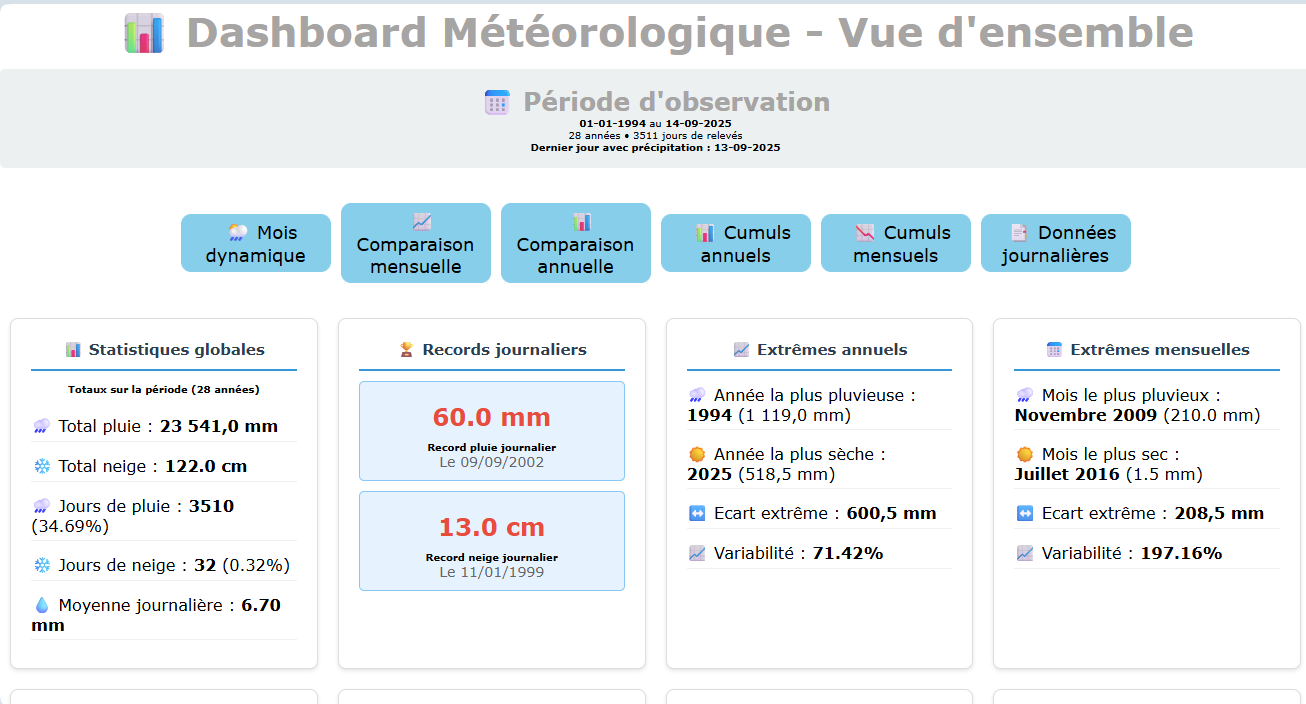 Dashboard Météorologique - Vue d'ensemble
Période d'observation
01-01-1994 au 14-09-2025
28 années • 3511 jours de relevés
Dernier jour avec précipitation : 13-09-2025
Mois
dynamique
Comparaison
mensuelle
Comparaison
annuelle
Cumuls
annuels
Cumuls
mensuels
Données
journalières
Statistiques globales
Totaux sur la période (28 années)
Total pluie : 23 541,0 mm
Total neige : 122.0 cm
Jours de pluie : 3510
(34.69%)
Jours de neige : 32 (0.32%)
Moyenne journalière : 6.70
mm
Records journaliers
60.0 mm
Record pluie journalier
Le 09/09/2002
13.0 cm
Record neige journalier
Le 11/01/1999
Extrêmes annuels
Année la plus pluvieuse :
1994 (1 119,0 mm)
Année la plus sèche :
2025 (518,5 mm)
Ecart extrême : 600,5 mm
Variabilité : 71.42%
Extrêmes mensuelles
Mois le plus pluvieux :
Novembre 2009 (210.0 mm)
Mois le plus sec :
Juillet 2016 (1.5 mm)
Ecart extrême : 208,5 mm
Variabilité : 197.16%